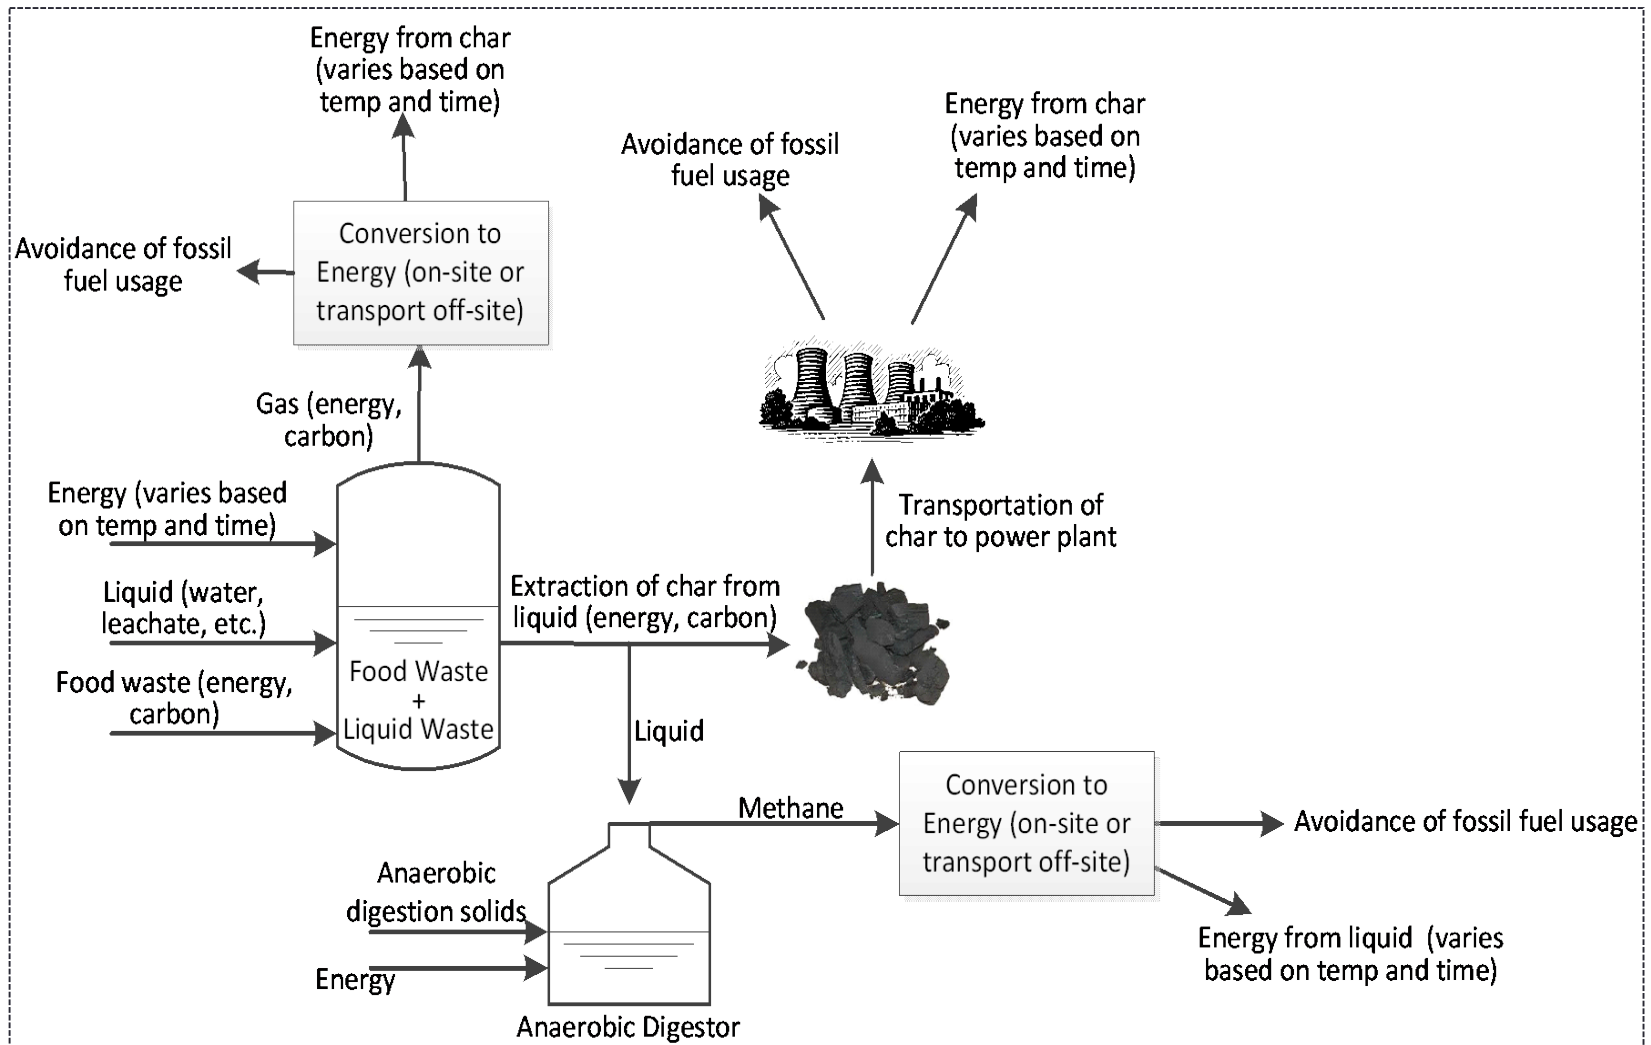 Energy from char
(varies based on
temp and time)
Avoidance of fossil
fuel usage
Conversion to
Energy (on-site or
transport off-site)
Avoidance of fossil
fuel usage
Energy from char
(varies based on
temp and time)
Gas (energy,
carbon)
Energy (varies based
on temp and time)
Liquid (water,
leachate, etc.)
Food waste (energy,
carbon)
Food Waste
+
Liquid Waste
Extraction of char from
liquid (energy, carbon)
Transportation of
char to power plant
Liquid
Methane
Conversion to
Energy (on-site or
transport off-site)
Avoidance of fossil fuel usage
Energy from liquid  (varies
based on temp and time)
Anaerobic
digestion solids
Energy
Anaerobic Digestor